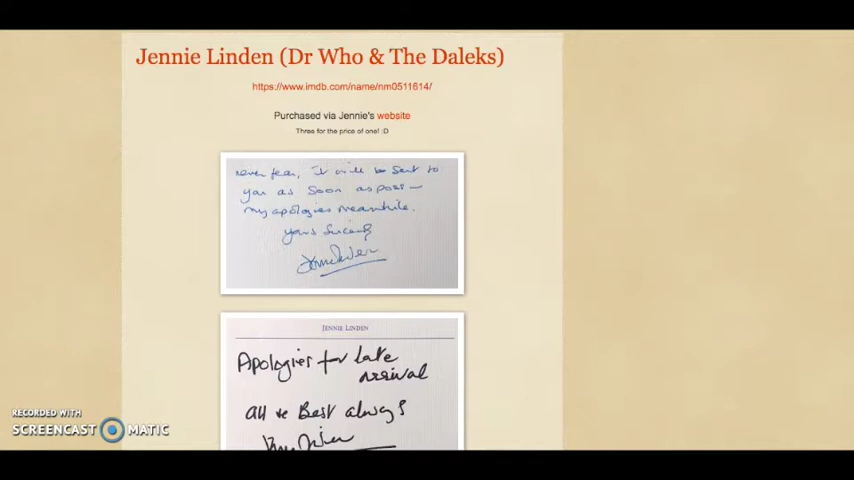 Jennie Linden (Dr Who & The Daleks)
https://www.imdb.com/name/nm0511614/
Purchased via Jennie's website
Three for the price of one! :D
never fear, It will be sent to
you as soon as poss—
my apologies meanwhile.
yours
JENNIE LINDEN
Apologies for late
arrival
All Best always
RECORDED WITH
SCREENCAST MATIC